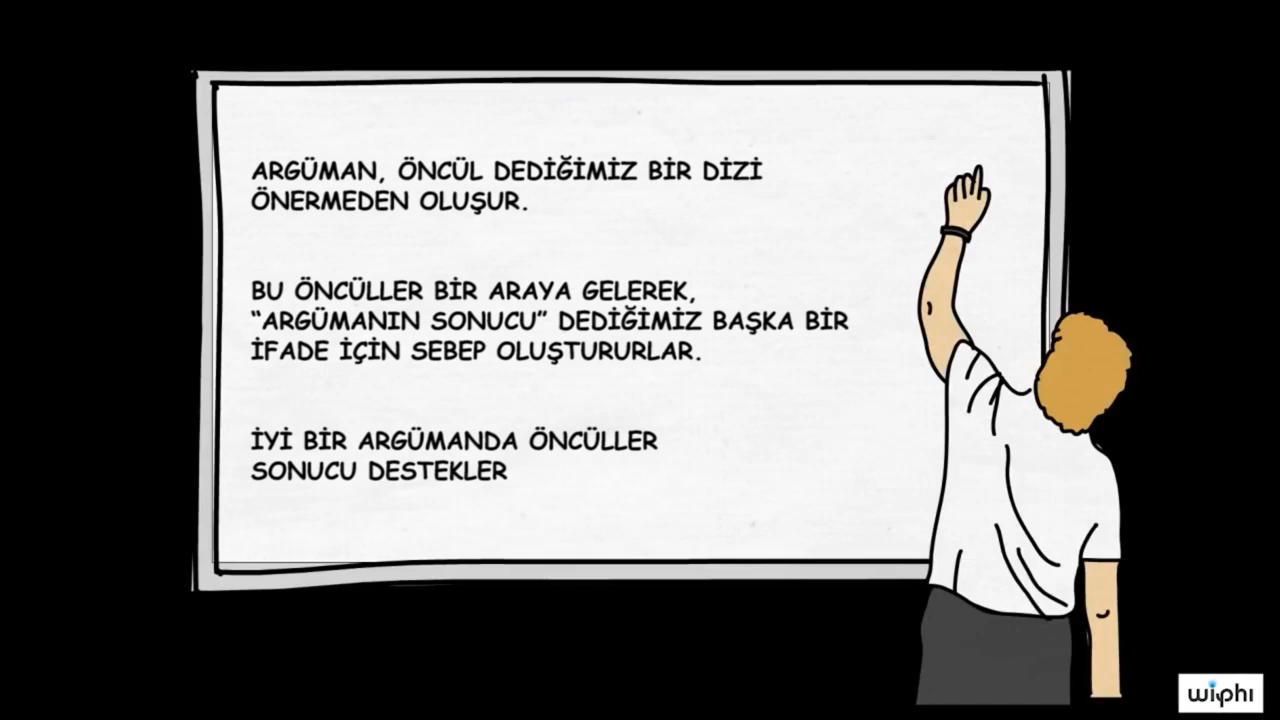 ARGÜMAN, ÖNCÜL DEDİĞİMİZ BİR DİZİ
ÖNERMEDEN OLUŞUR.
BU ÖNCÜLLER BİR ARAYA GELEREK,
“ARGÜMANIN SONUCU” DEDİĞİMİZ BAŞKA BİR
İFADE İÇİN SEBEP OLUŞTURURLAR.
İYİ BİR ARGÜMANDA ÖNCÜLLER
SONUCU DESTEKLER
wiphi